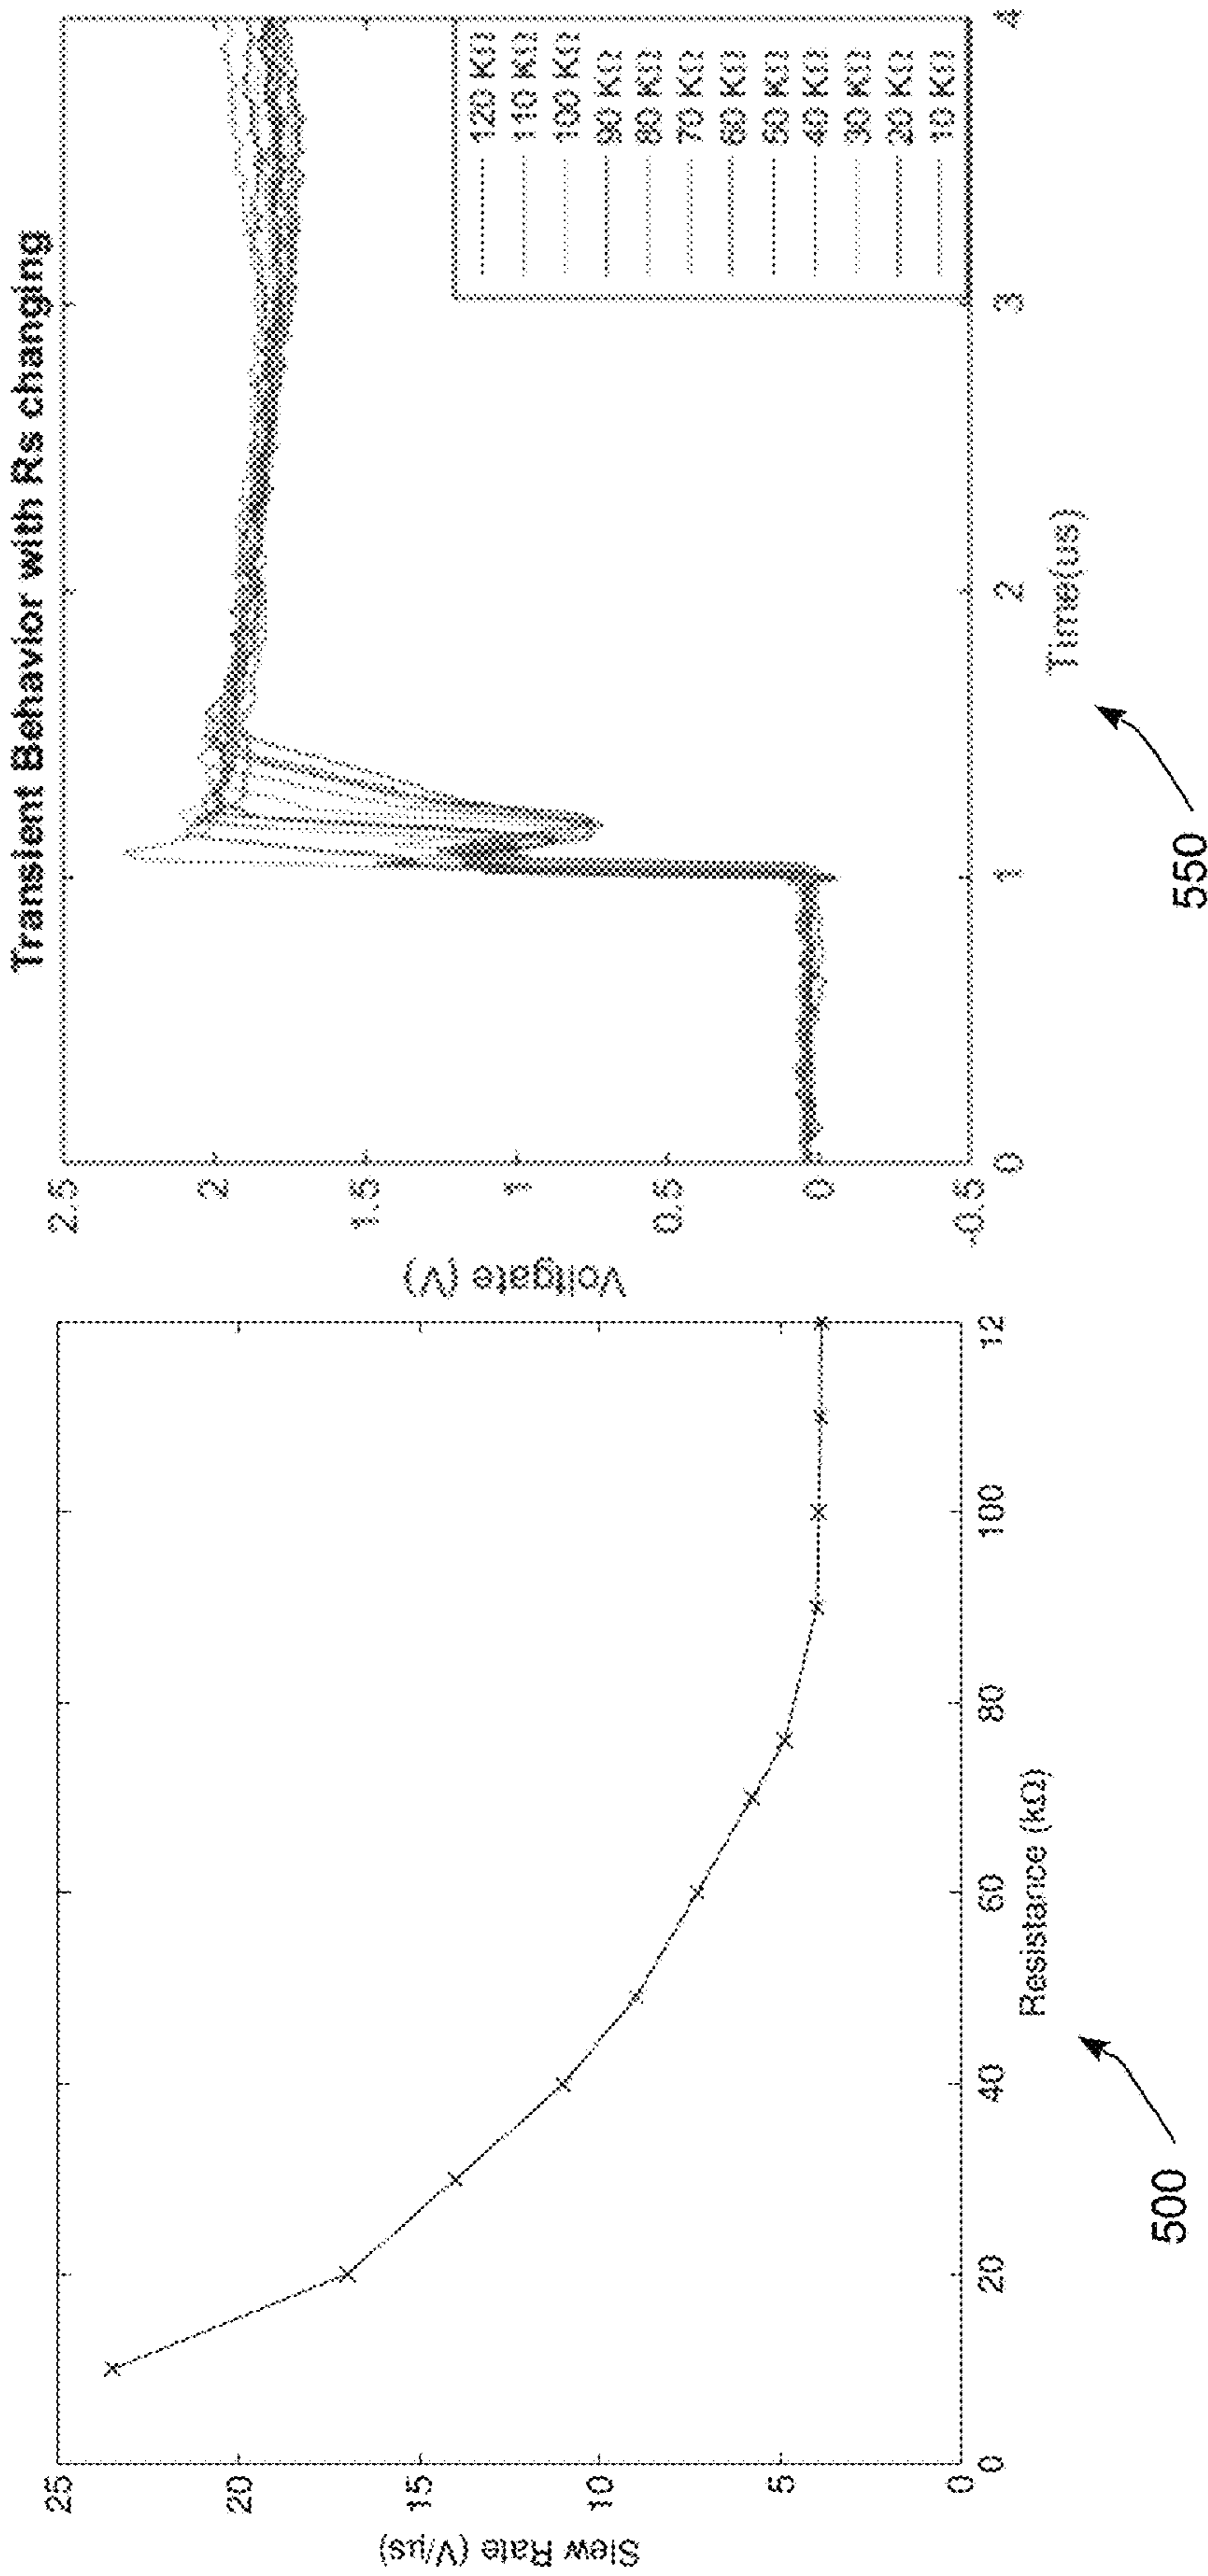 25
20
15
10
5
0
Slew Rate (V/µs)
0
20
40
60
80
100
12
Resistance (kΩ)
500
Transient Behavior with Rs changing
2.5
2
1.5
1
0.5
0
-0.5
Voltgate (V)
120 KΩ
110 KΩ
100 KΩ
90 KΩ
80 KΩ
70 KΩ
60 KΩ
50 KΩ
40 KΩ
30 KΩ
20 KΩ
10 KΩ
0
1
2
3
4
Time(us)
550